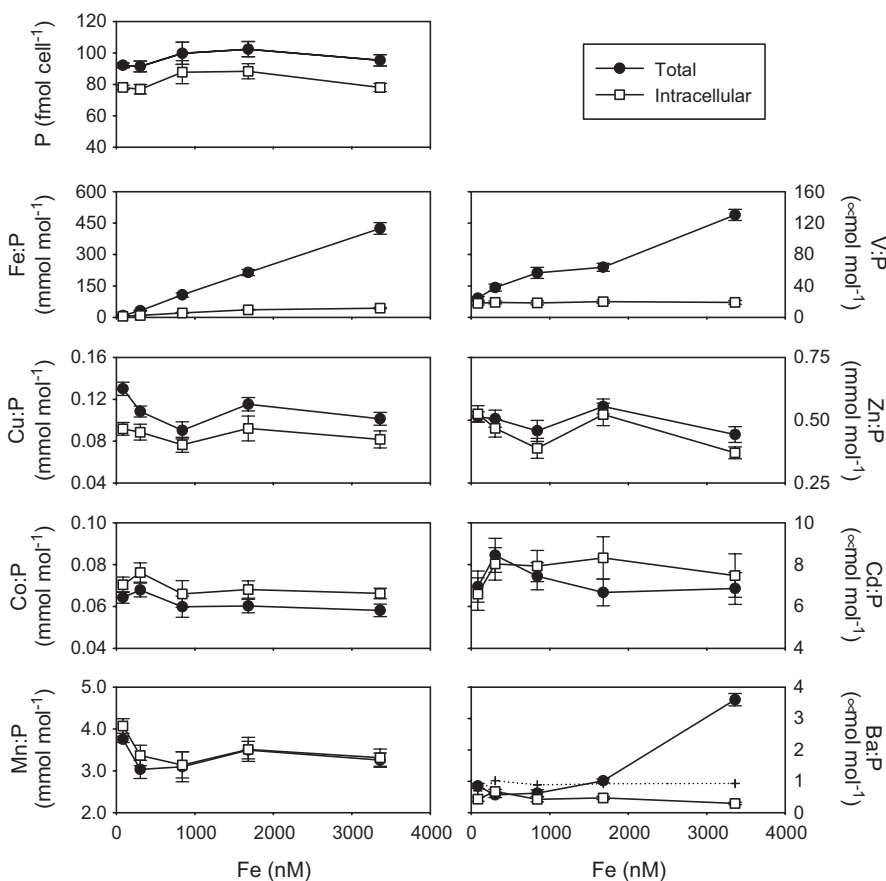 120
100
80
60
40
P (fmol cell-1)
Total
Intracellular
600
450
300
150
0
Fe:P
(mmol mol-1)
160
120
80
40
0
V:P
(∝mol mol-1)
0.16
0.12
0.08
0.04
Cu:P
(mmol mol-1)
0.75
0.50
0.25
Zn:P
(mmol mol-1)
0.10
0.08
0.06
0.04
Co:P
(mmol mol-1)
10
8
6
4
Cd:P
(∝mol mol-1)
5.0
4.0
3.0
2.0
Mn:P
(mmol mol-1)
4
3
2
1
0
Ba:P
(∝mol mol-1)
0 1000 2000 3000 4000
Fe (nM)
0 1000 2000 3000 4000
Fe (nM)